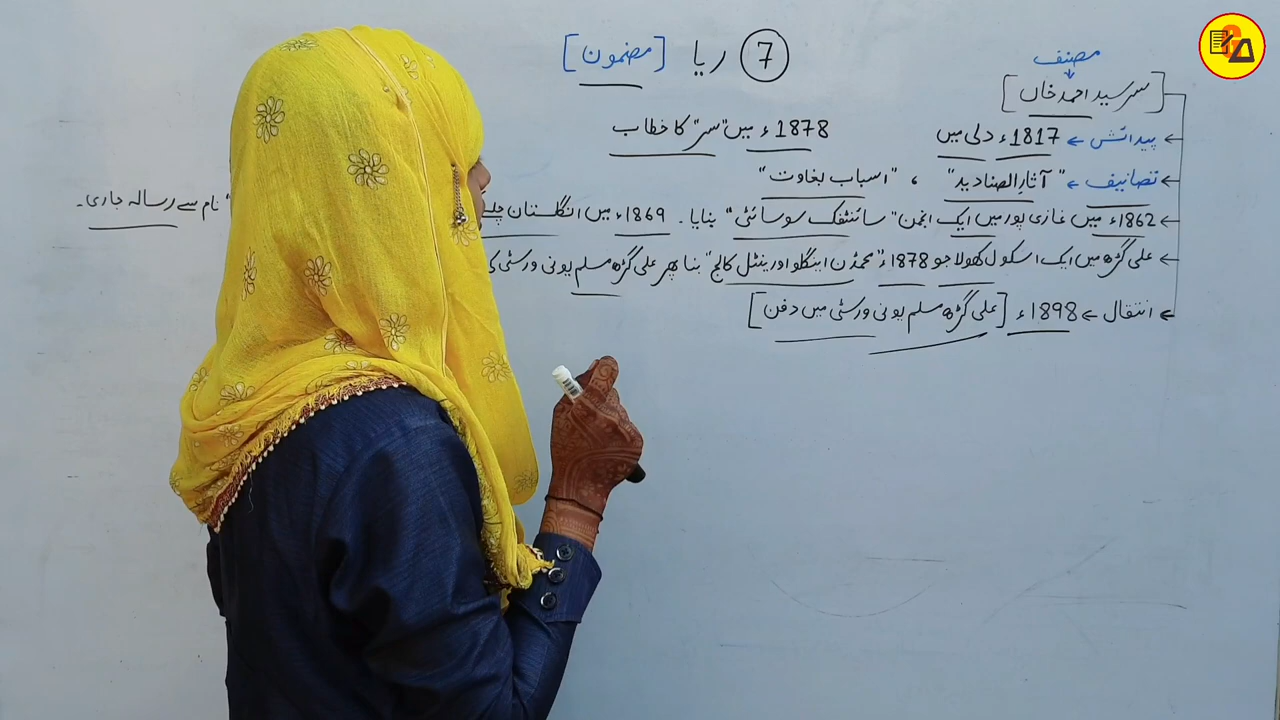 7 ریا [مضمون]
مصنف
[سرسید احمد خاں]
پیدائش ← 1817ء دلی میں 1878ء میں "سر" کا خطاب
تصانیف ← "آثارالصنادید" ، "اسباب بغاوت"
1862ء میں غازی پور میں ایک انجمن "سائنٹفک سوسائٹی" بنایا۔ 1869ء میں انگلستان چلے " نام سے رسالہ جاری۔
علی گڑھ میں ایک اسکول کھولا جو 1878ء "محمڈن اینگلو اورینٹل کالج" بنا پھر علی گڑھ مسلم یونی ورسٹی
انتقال ← 1898ء [علی گڑھ مسلم یونی ورسٹی میں دفن]